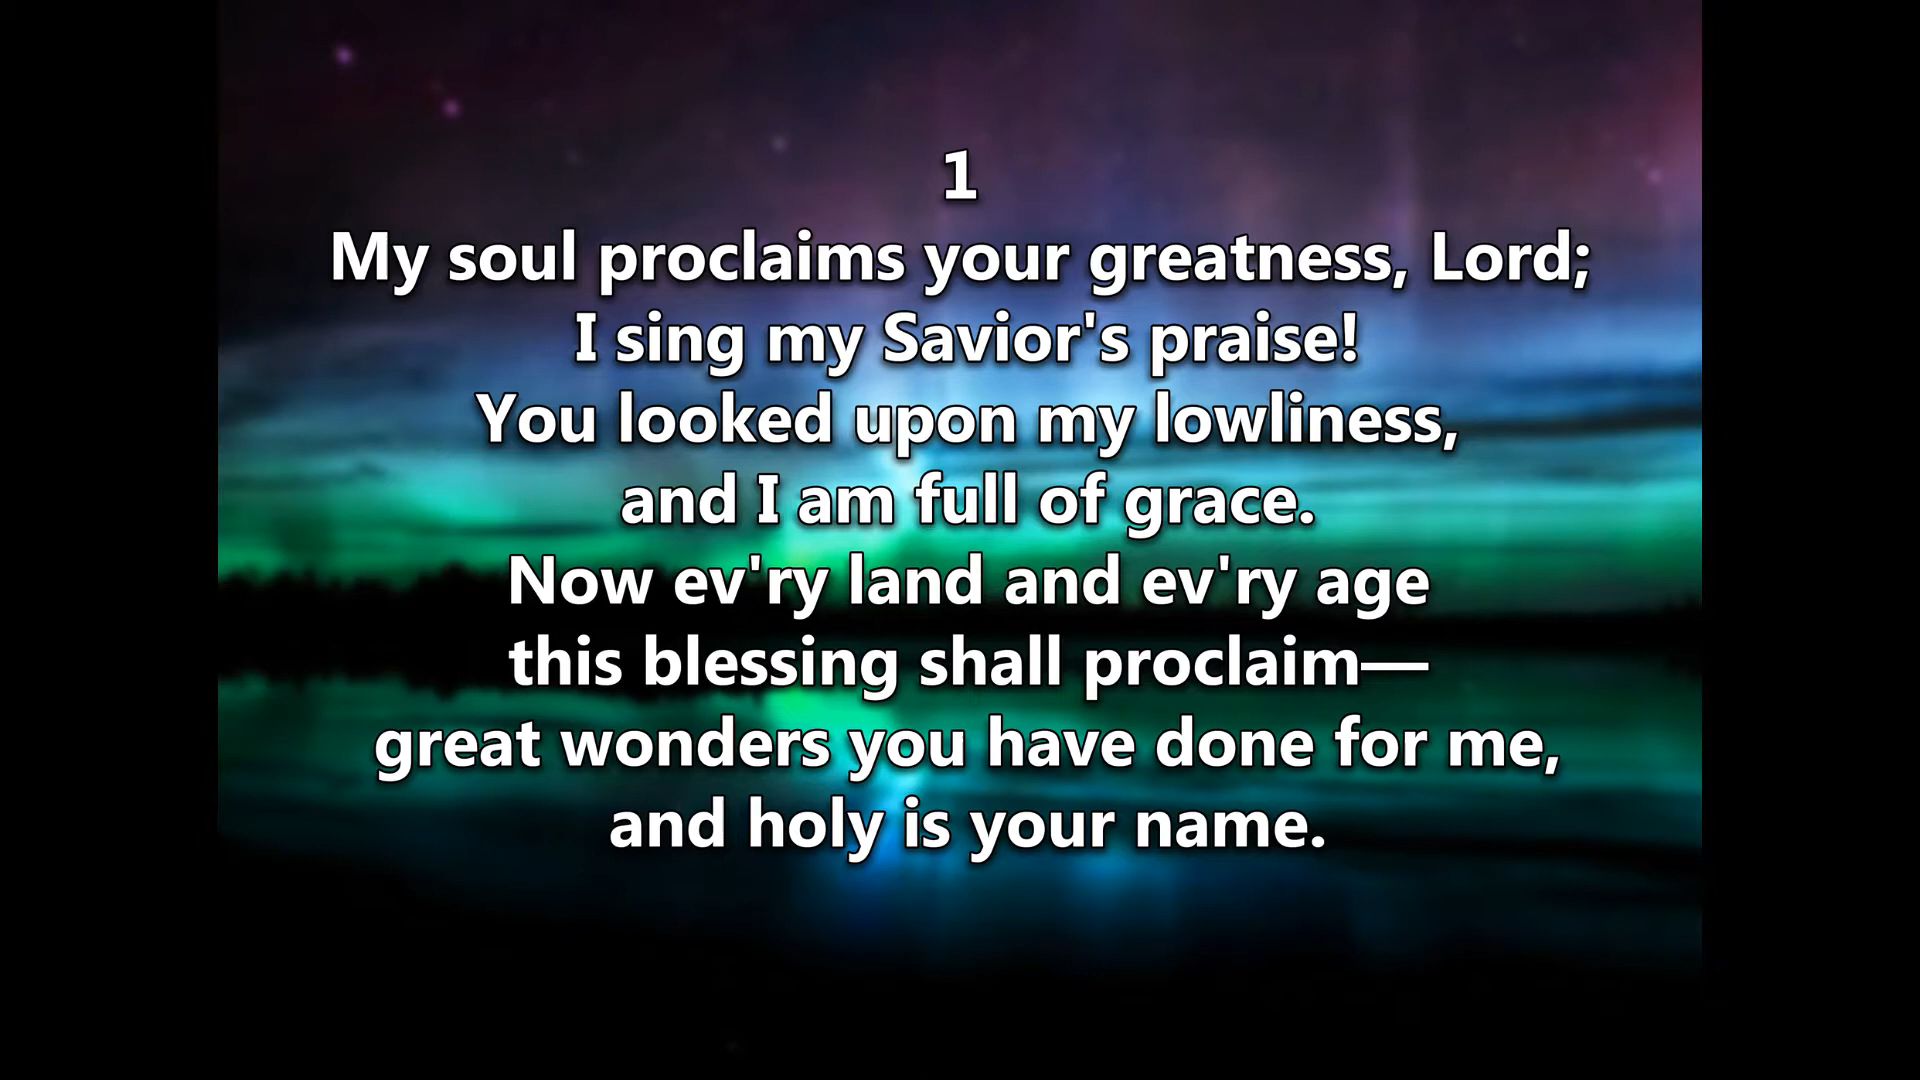 1
My soul proclaims your greatness, Lord;
I sing my Savior's praise!
You looked upon my lowliness,
and I am full of grace.
Now ev'ry land and ev'ry age
this blessing shall proclaim—
great wonders you have done for me,
and holy is your name.